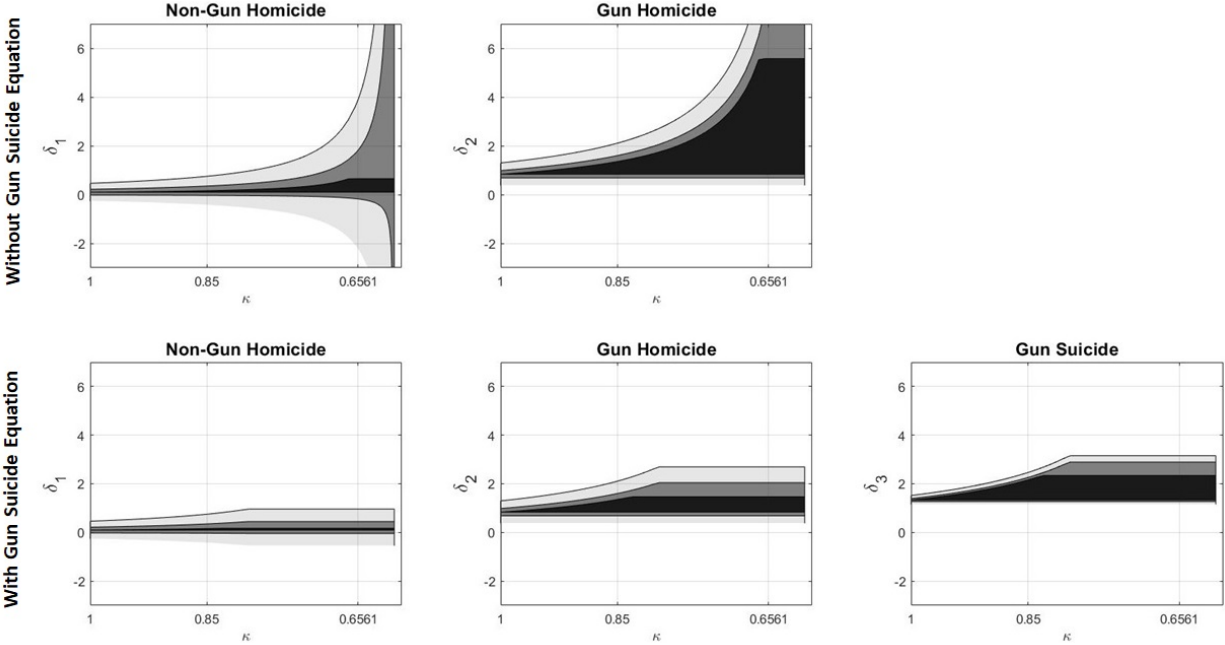 Without Gun Suicide Equation
Non-Gun Homicide
δ1
6
4
2
0
-2
1
0.85
0.6561
κ
Gun Homicide
δ2
6
4
2
0
-2
1
0.85
0.6561
κ
With Gun Suicide Equation
Non-Gun Homicide
δ1
6
4
2
0
-2
1
0.85
0.6561
κ
Gun Homicide
δ2
6
4
2
0
-2
1
0.85
0.6561
κ
Gun Suicide
δ3
6
4
2
0
-2
1
0.85
0.6561
κ